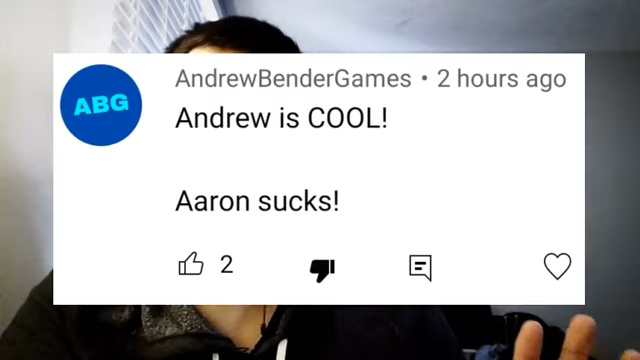 ABG
AndrewBenderGames • 2 hours ago
Andrew is COOL!
Aaron sucks!
2